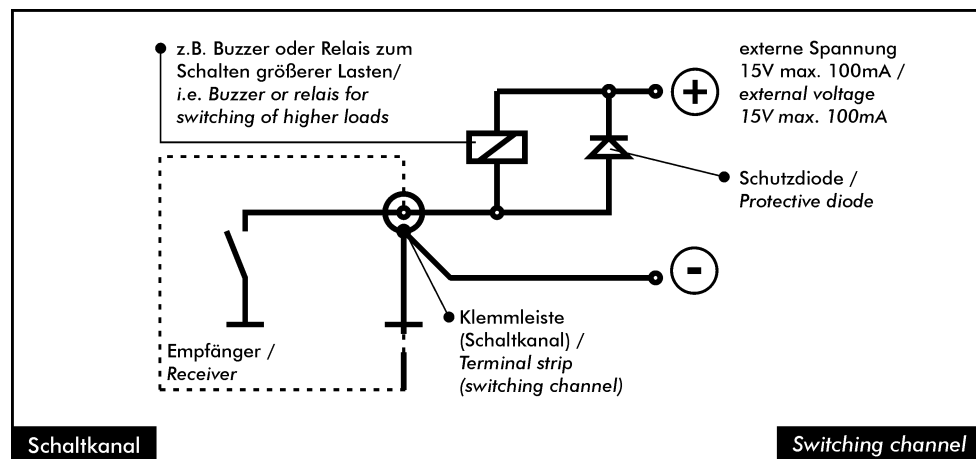 z.B. Buzzer oder Relais zum
Schalten größerer Lasten/
i.e. Buzzer or relais for
switching of higher loads
externe Spannung
15V max. 100mA /
external voltage
15V max. 100mA
+
Schutzdiode /
Protective diode
-
Klemmleiste
(Schaltkanal) /
Terminal strip
(switching channel)
Empfänger /
Receiver
Schaltkanal
Switching channel